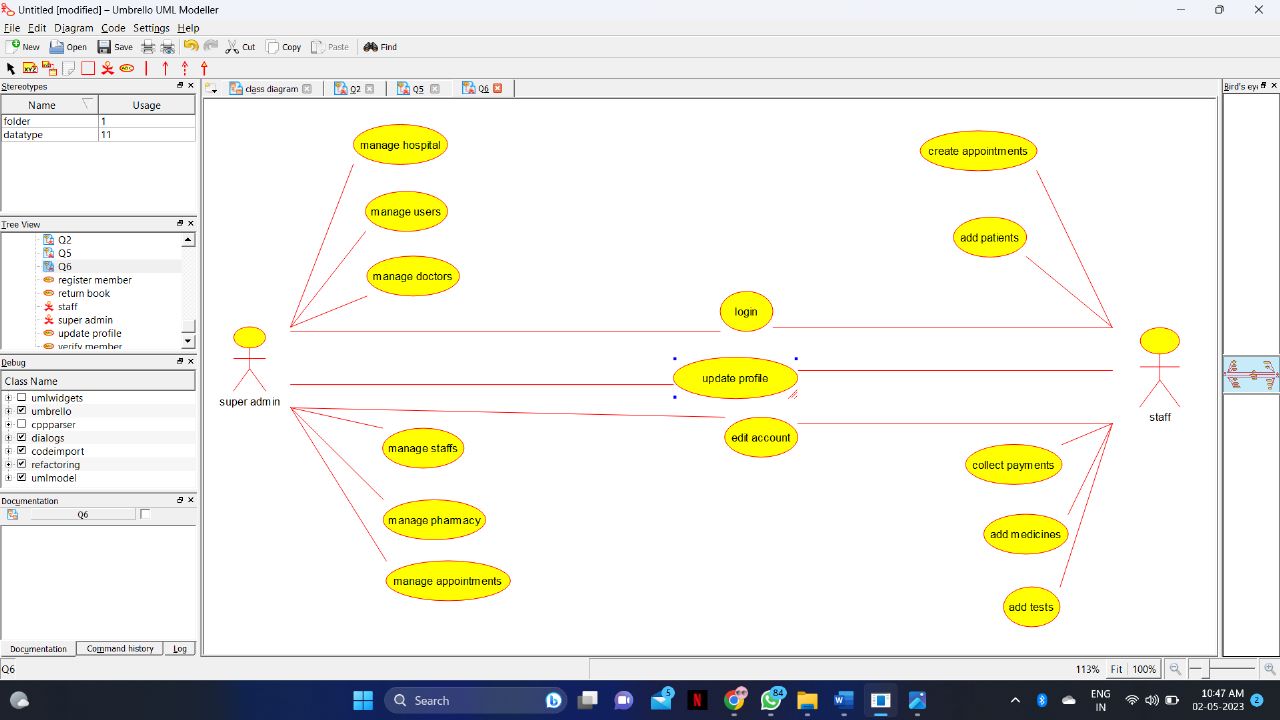 Untitled [modified] – Umbrello UML Modeller
File Edit Diagram Code Settings Help
New Open Save Cut Copy Paste Find
Stereotypes
Name Usage
folder 1
datatype 11
Tree View
Q2
Q5
Q6
register member
return book
staff
super admin
update profile
verify member
Debug
Class Name
umlwidgets
umbrello
cppparser
dialogs
codeimport
refactoring
umlmodel
Documentation
Q6
Documentation Command history Log
class diagram Q2 Q5 Q6
manage hospital
manage users
manage doctors
create appointments
add patients
login
update profile
edit account
super admin
staff
manage staffs
manage pharmacy
manage appointments
collect payments
add medicines
add tests
Bird's ey
Q6
113% Fit 100%
Search
5
84
ENG
IN
10:47 AM
02-05-2023
2